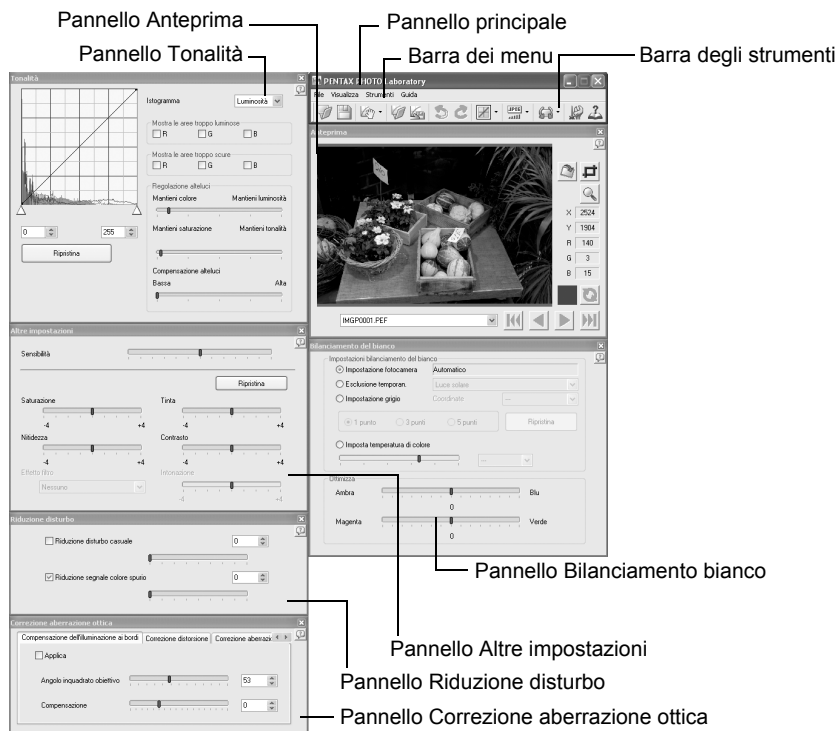 Pannello Anteprima
Pannello principale
Pannello Tonalità
Barra dei menu
Barra degli strumenti
Tonalità
Istogramma
Luminosità
Mostra le aree troppo luminose
R
G
B
Mostra le aree troppo scure
R
G
B
Regolazione alteluci
Mantieni colore
Mantieni luminosità
Mantieni saturazione
Mantieni tonalità
Compensazione alteluci
Bassa
Alta
0
255
Ripristina
PENTAX PHOTO Laboratory
File Visualizza Strumenti Guida
JPEG
Anteprima
X 2524
Y 1904
R 140
G 3
B 15
IMGP0001.PEF
Altre impostazioni
Sensibilità
Ripristina
Saturazione
Tinta
-4
+4
-4
+4
Nitidezza
Contrasto
-4
+4
-4
+4
Effetto filtro
Intonazione
Nessuno
-4
+4
Bilanciamento del bianco
Impostazioni bilanciamento del bianco
Impostazione fotocamera
Automatico
Esclusione temporan.
Luce solare
Impostazione grigio
Coordinate
--
1 punto
3 punti
5 punti
Ripristina
Imposta temperatura di colore
--
Ottimizza
Ambra
Blu
0
Magenta
Verde
0
Riduzione disturbo
Riduzione disturbo casuale
0
Riduzione segnale colore spurio
0
Correzione aberrazione ottica
Compensazione dell'illuminazione ai bordi
Correzione distorsione
Correzione aberrazi
Applica
Angolo inquadrato obiettivo
53
Compensazione
0
Pannello Bilanciamento bianco
Pannello Altre impostazioni
Pannello Riduzione disturbo
Pannello Correzione aberrazione ottica